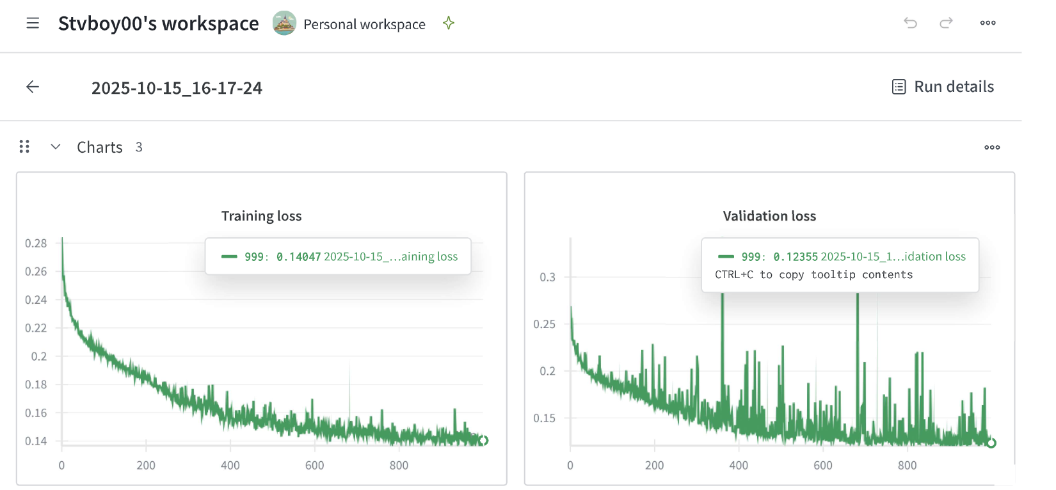 Stvboy00's workspace Personal workspace
2025-10-15_16-17-24 Run details
Charts 3
Training loss
999: 0.14047 2025-10-15_...aining loss
0.28
0.26
0.24
0.22
0.2
0.18
0.16
0.14
0 200 400 600 800
Validation loss
999: 0.12355 2025-10-15_1...idation loss
CTRL+C to copy tooltip contents
0.3
0.25
0.2
0.15
0 200 400 600 800